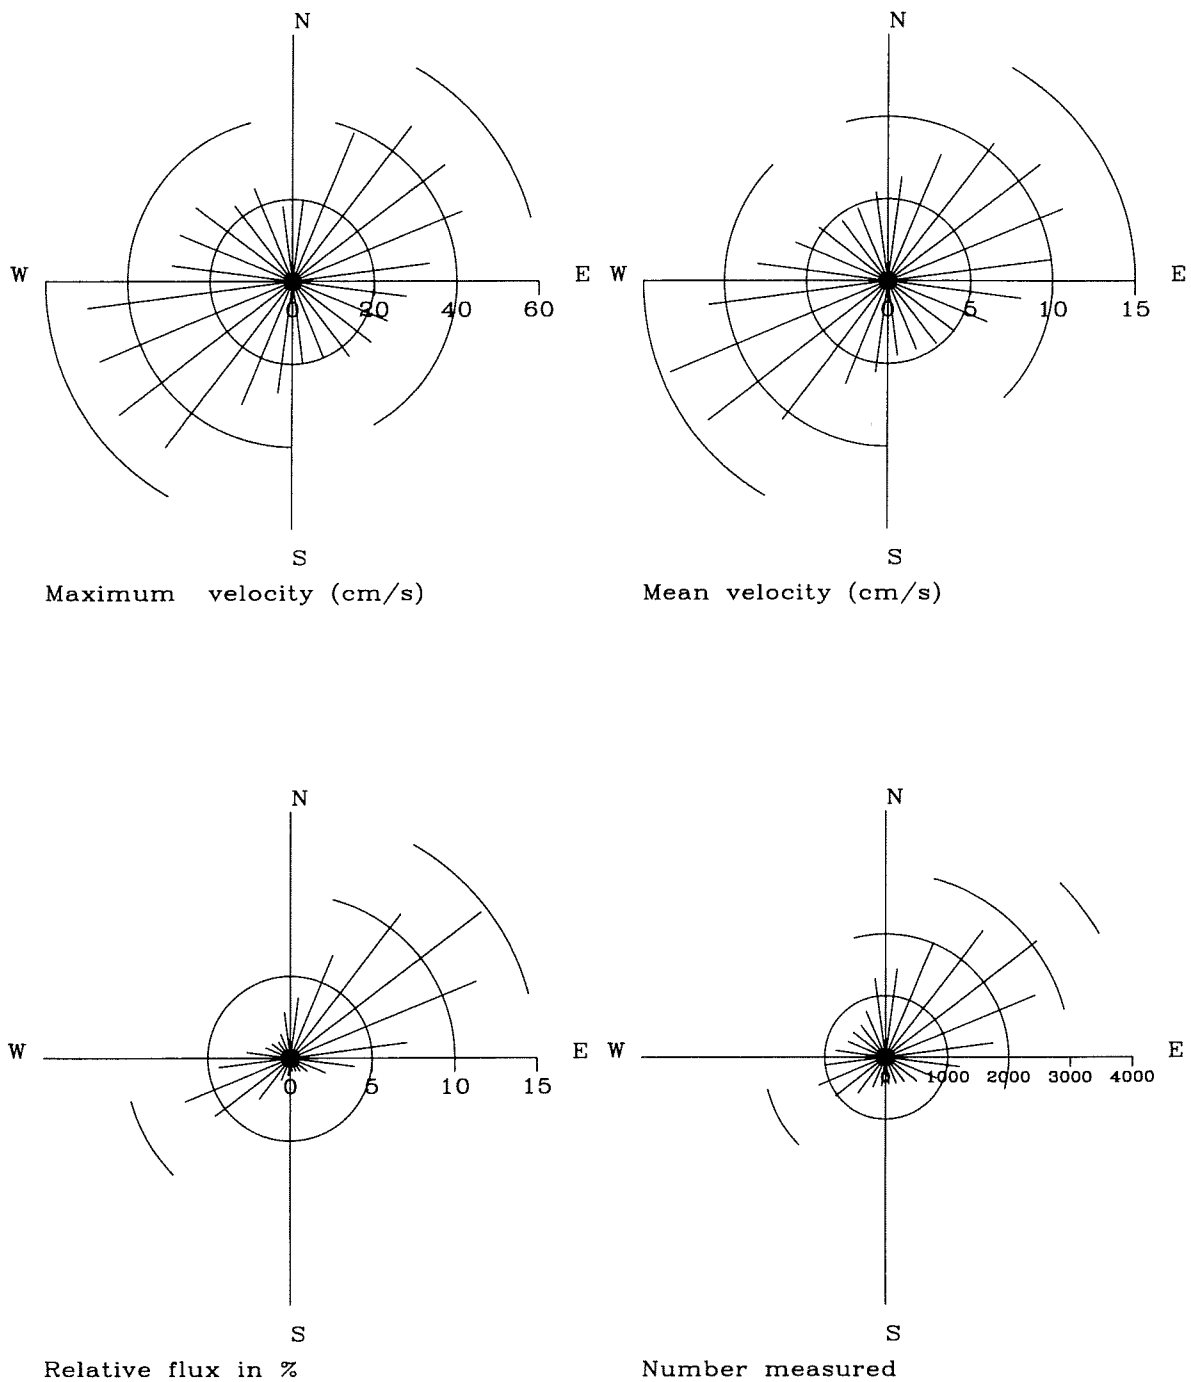 N
N
W
E
W
E
0
20
40
60
0
5
10
15
S
S
Maximum velocity (cm/s)
Mean velocity (cm/s)
N
N
W
E
W
E
0
5
10
15
0
1000
2000
3000
4000
S
S
Relative flux in %
Number measured